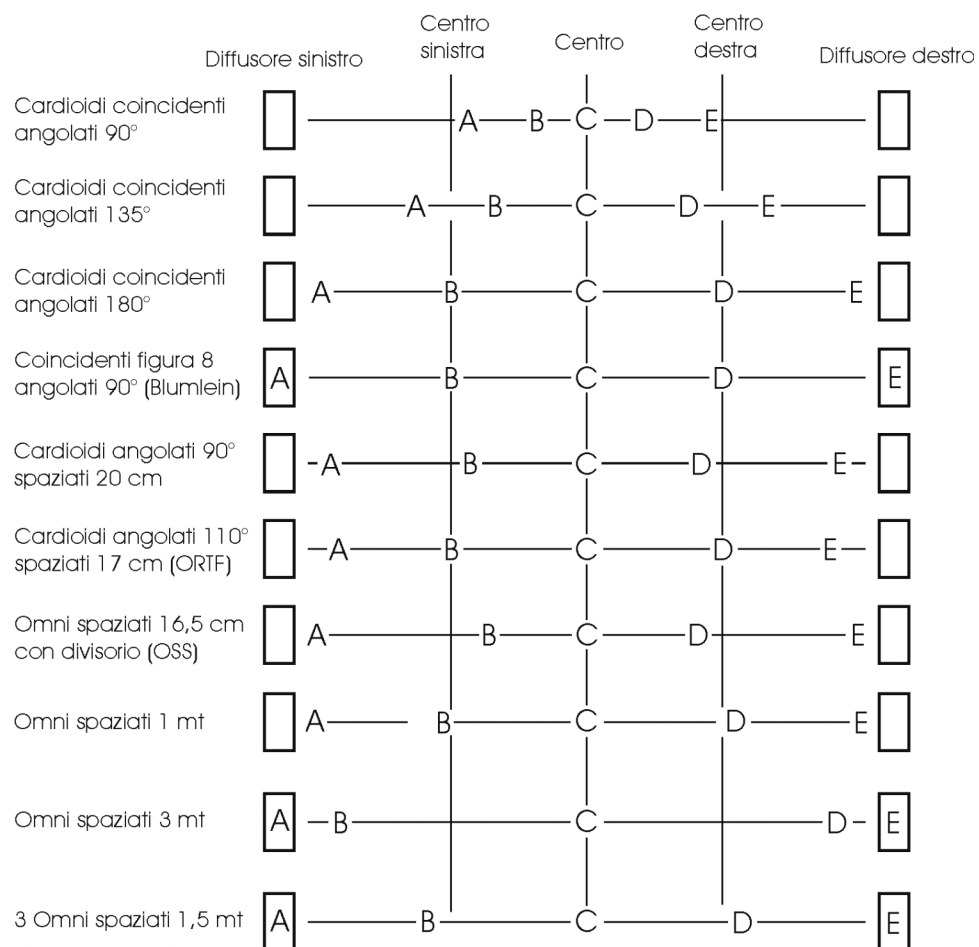 Diffusore sinistro
Centro
sinistra
Centro
Centro
destra
Diffusore destro
Cardioidi coincidenti
angolati 90°
A B C D E
Cardioidi coincidenti
angolati 135°
A B C D E
Cardioidi coincidenti
angolati 180°
A B C D E
Coincidenti figura 8
angolati 90° (Blumlein)
A B C D E
Cardioidi angolati 90°
spaziati 20 cm
A B C D E
Cardioidi angolati 110°
spaziati 17 cm (ORTF)
A B C D E
Omni spaziati 16,5 cm
con divisorio (OSS)
A B C D E
Omni spaziati 1 mt
A B C D E
Omni spaziati 3 mt
A B C D E
3 Omni spaziati 1,5 mt
A B C D E